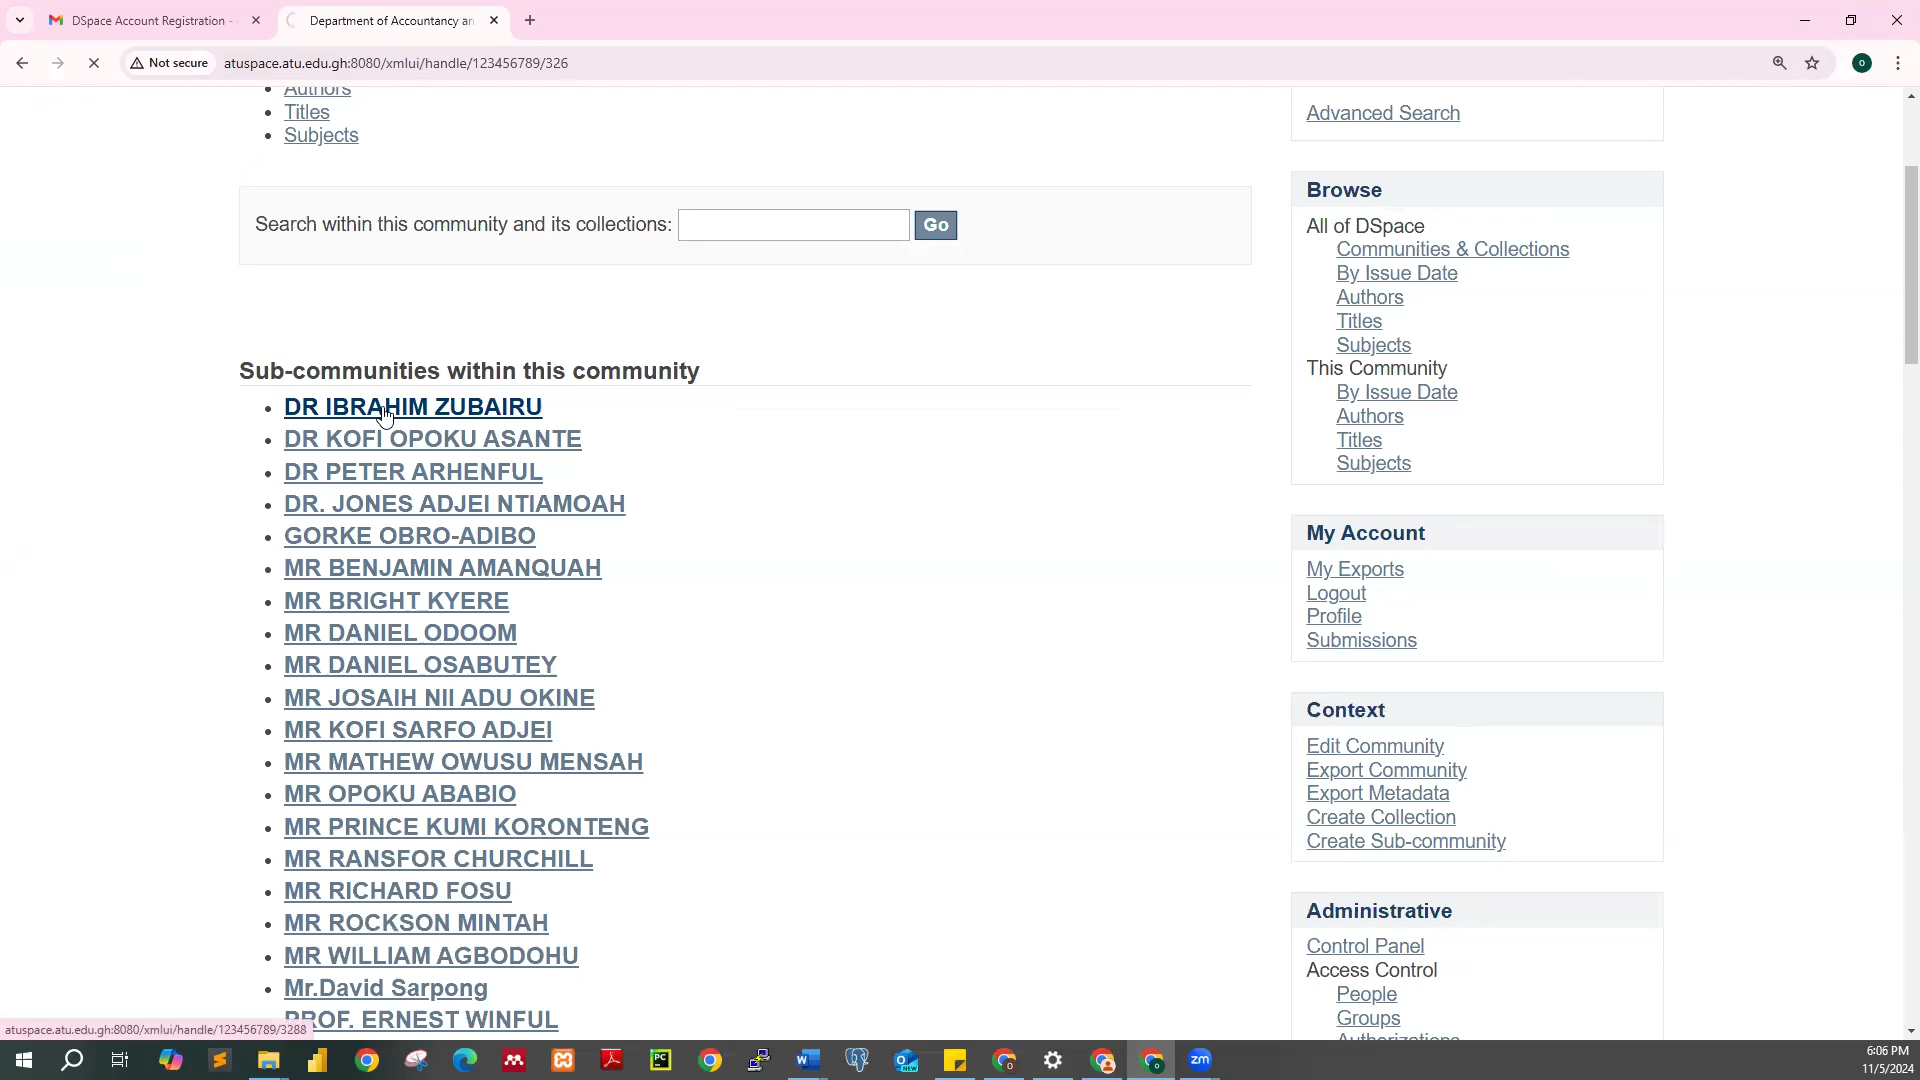 DSpace Account Registration -
Department of Accountancy an
Not secure
atuspace.atu.edu.gh:8080/xmlui/handle/123456789/326
o
Authors
Titles
Subjects
Search within this community and its collections:
Go
Sub-communities within this community
DR IBRAHIM ZUBAIRU
DR KOFI OPOKU ASANTE
DR PETER ARHENFUL
DR. JONES ADJEI NTIAMOAH
GORKE OBRO-ADIBO
MR BENJAMIN AMANQUAH
MR BRIGHT KYERE
MR DANIEL ODOOM
MR DANIEL OSABUTEY
MR JOSAIH NII ADU OKINE
MR KOFI SARFO ADJEI
MR MATHEW OWUSU MENSAH
MR OPOKU ABABIO
MR PRINCE KUMI KORONTENG
MR RANSFOR CHURCHILL
MR RICHARD FOSU
MR ROCKSON MINTAH
MR WILLIAM AGBODOHU
Mr.David Sarpong
PROF. ERNEST WINFUL
Advanced Search
Browse
All of DSpace
Communities & Collections
By Issue Date
Authors
Titles
Subjects
This Community
By Issue Date
Authors
Titles
Subjects
My Account
My Exports
Logout
Profile
Submissions
Context
Edit Community
Export Community
Export Metadata
Create Collection
Create Sub-community
Administrative
Control Panel
Access Control
People
Groups
Authorizations
atuspace.atu.edu.gh:8080/xmlui/handle/123456789/3288
PC
zm
6:06 PM
11/5/2024